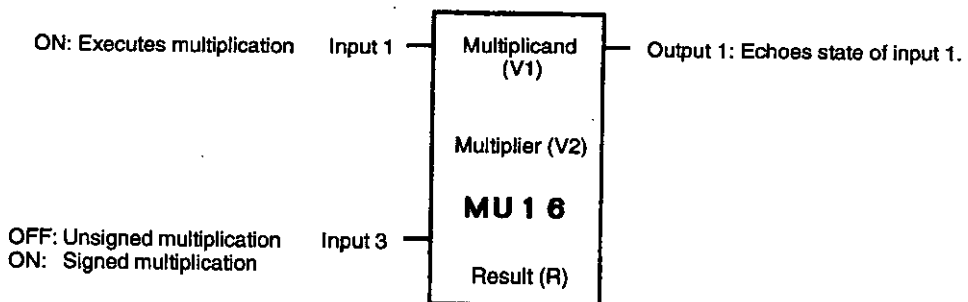 ON: Executes multiplication Input 1 Multiplicand Output 1: Echoes state of input 1.
(V1)
Multiplier (V2)
MU16
OFF: Unsigned multiplication Input 3
ON: Signed multiplication
Result (R)